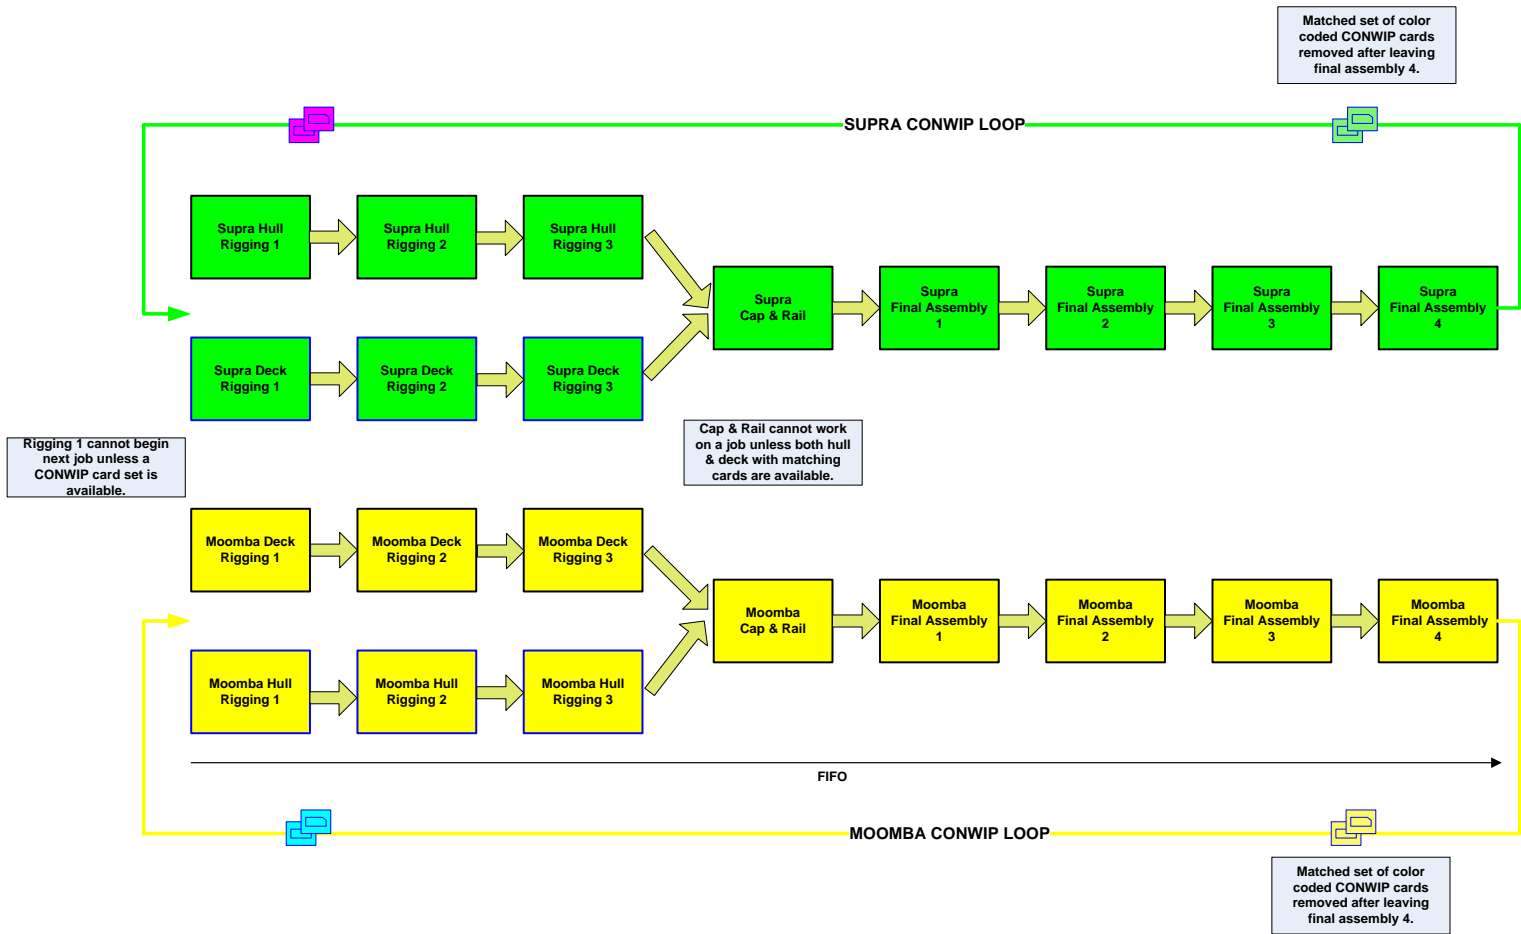 Matched set of color
coded CONWIP cards
removed after leaving
final assembly 4.
SUPRA CONWIP LOOP
Supra Hull
Rigging 1
Supra Hull
Rigging 2
Supra Hull
Rigging 3
Supra
Cap & Rail
Supra
Final Assembly
1
Supra
Final Assembly
2
Supra
Final Assembly
3
Supra
Final Assembly
4
Supra Deck
Rigging 1
Supra Deck
Rigging 2
Supra Deck
Rigging 3
Rigging 1 cannot begin
next job unless a
CONWIP card set is
available.
Cap & Rail cannot work
on a job unless both hull
& deck with matching
cards are available.
Moomba Deck
Rigging 1
Moomba Deck
Rigging 2
Moomba Deck
Rigging 3
Moomba
Cap & Rail
Moomba
Final Assembly
1
Moomba
Final Assembly
2
Moomba
Final Assembly
3
Moomba
Final Assembly
4
Moomba Hull
Rigging 1
Moomba Hull
Rigging 2
Moomba Hull
Rigging 3
FIFO
MOOMBA CONWIP LOOP
Matched set of color
coded CONWIP cards
removed after leaving
final assembly 4.